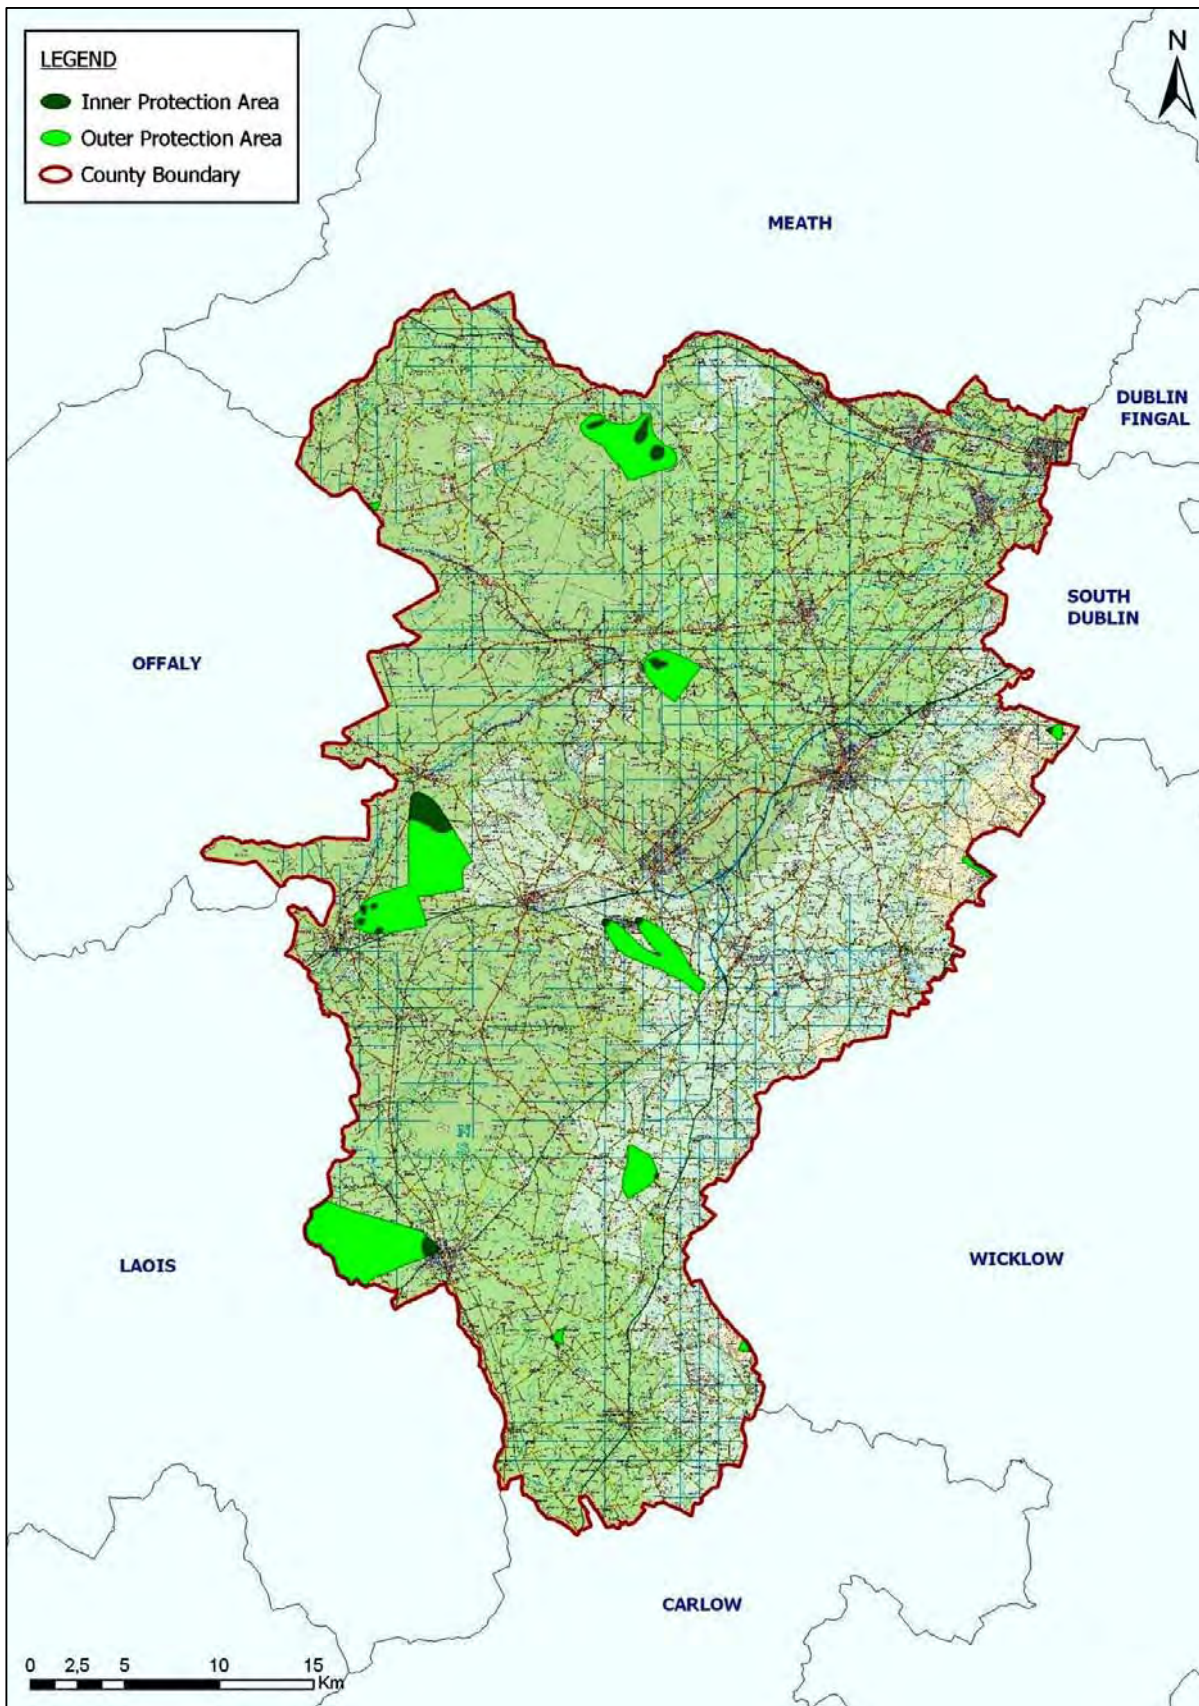 LEGEND
Inner Protection Area
Outer Protection Area
County Boundary
N
MEATH
DUBLIN
FINGAL
SOUTH
DUBLIN
OFFALY
LAOIS
WICKLOW
CARLOW
0 2,5 5 10 15
Km